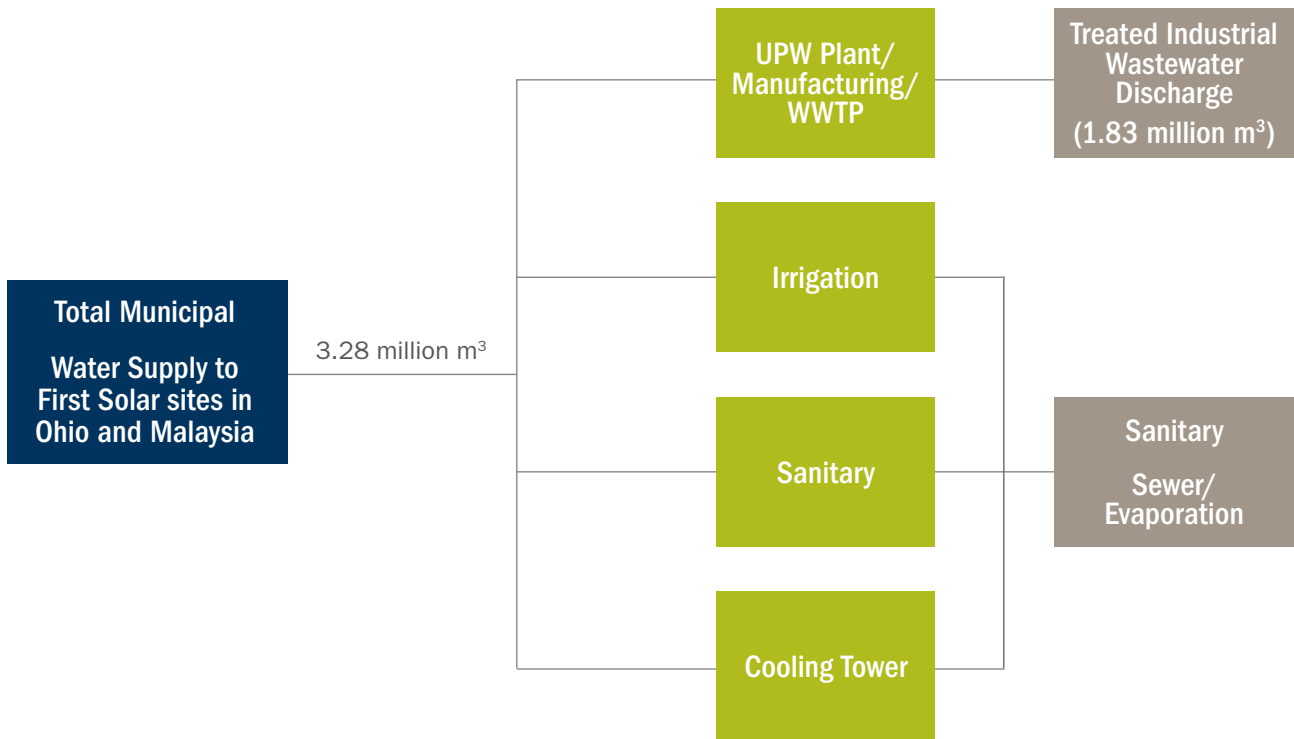 Total Municipal
Water Supply to
First Solar sites in
Ohio and Malaysia
3.28 million m³
UPW Plant/
Manufacturing/
WWTP
Irrigation
Sanitary
Cooling Tower
Treated Industrial
Wastewater
Discharge
(1.83 million m³)
Sanitary
Sewer/
Evaporation